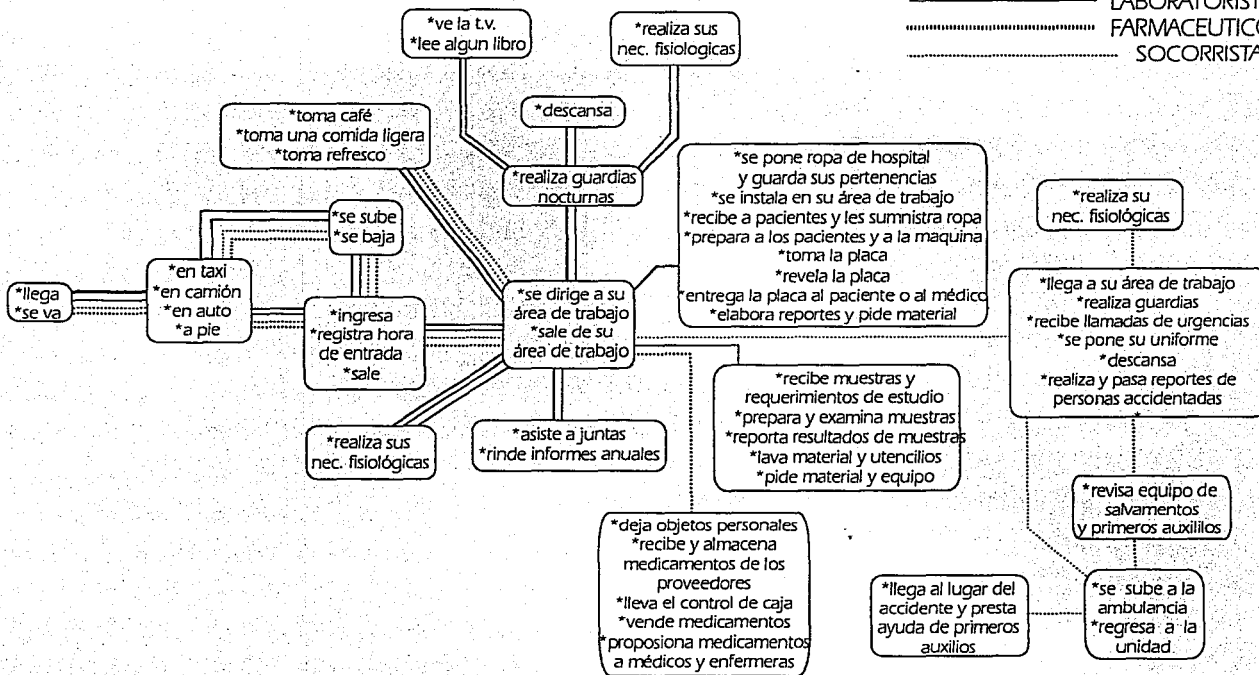 LABORATORIST
FARMACEUTICO
SOCORRISTA
*ve la t.v.
*lee algun libro
*realiza sus
nec. fisiologicas
*toma café
*toma una comida ligera
*toma refresco
*descansa
*realiza guardias
nocturnas
*se pone ropa de hospital
y guarda sus pertenencias
*se instala en su área de trabajo
*recibe a pacientes y les sumnistra ropa
*prepara a los pacientes y a la maquina
*toma la placa
*revela la placa
*entrega la placa al paciente o al médico
*elabora reportes y pide material
*realiza su
nec. fisiológicas
*se sube
*se baja
*llega
*se va
*en taxi
*en camión
*en auto
*a pie
*ingresa
*registra hora
de entrada
*sale
*se dirige a su
área de trabajo
*sale de su
área de trabajo
*llega a su área de trabajo
*realiza guardias
*recibe llamadas de urgencias
*se pone su uniforme
*descansa
*realiza y pasa reportes de
personas accidentadas
*
*realiza sus
nec. fisiológicas
*asiste a juntas
*rinde informes anuales
*recibe muestras y
requerimientos de estudio
*prepara y examina muestras
*reporta resultados de muestras
*lava material y utencilios
*pide material y equipo
*revisa equipo de
salvamentos
y primeros auxililos
*deja objetos personales
*recibe y almacena
medicamentos de los
proveedores
*lleva el control de caja
*vende medicamentos
*proposiona medicamentos
a médicos y enfermeras
*llega al lugar del
accidente y presta
ayuda de primeros
auxilios
*se sube a la
ambulancia
*regresa a la
unidad